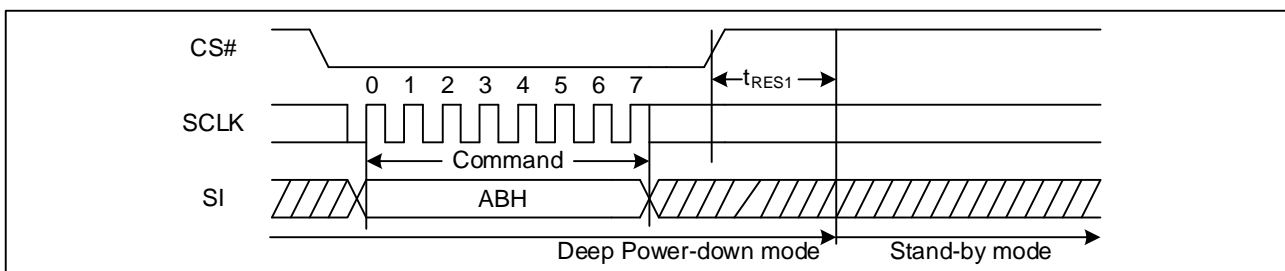 CS#
tRES1
0 1 2 3 4 5 6 7
SCLK
Command
SI
ABH
Deep Power-down mode
Stand-by mode